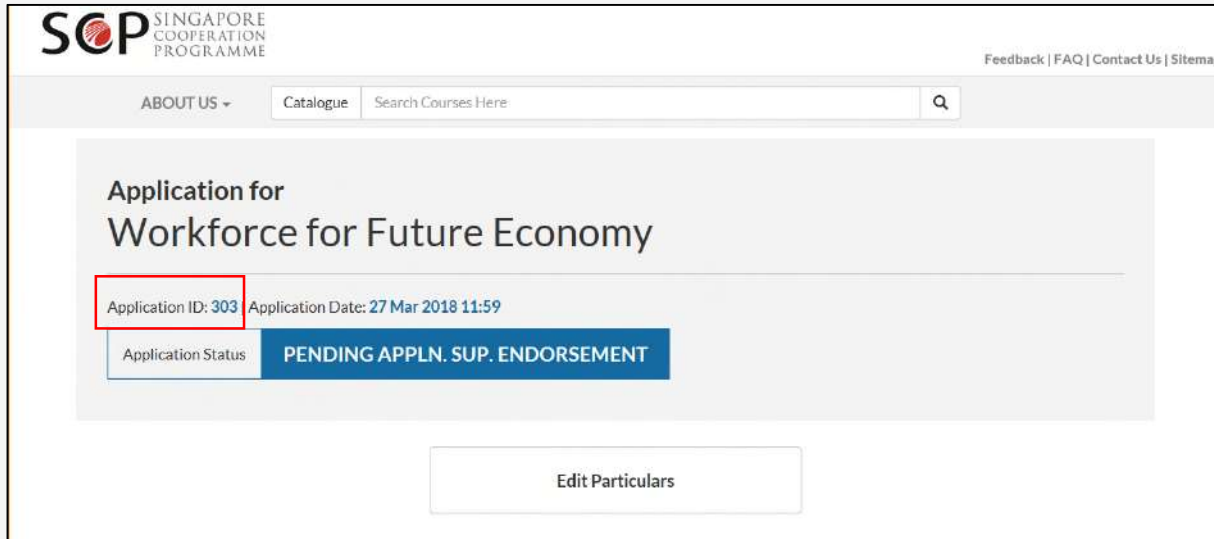 SCP SINGAPORE
COOPERATION
PROGRAMME
Feedback | FAQ | Contact Us | Sitema
ABOUT US
Catalogue
Search Courses Here
Application for
Workforce for Future Economy
Application ID: 303 | Application Date: 27 Mar 2018 11:59
Application Status
PENDING APPLN. SUP. ENDORSEMENT
Edit Particulars